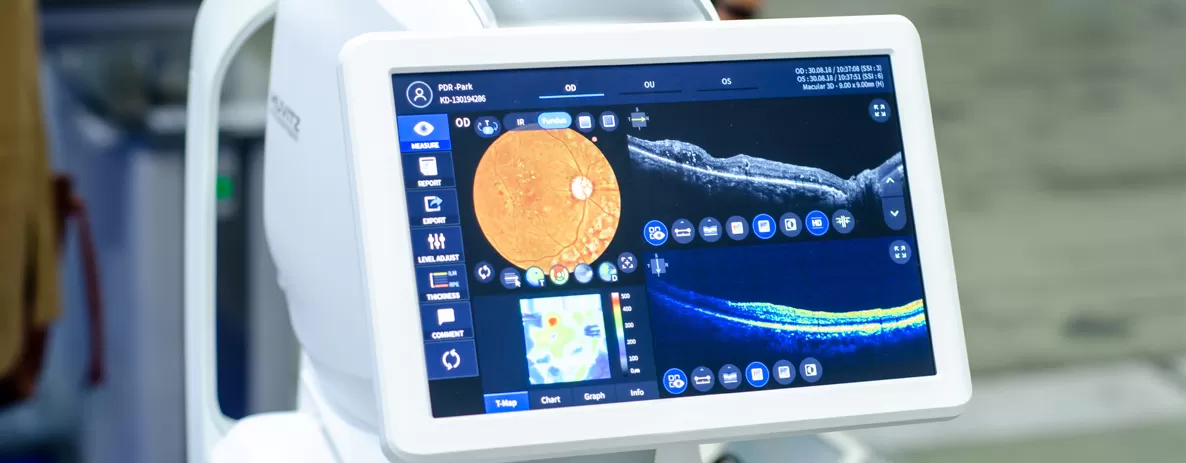 PDR -Park
KD-130194286
OD
OU
OS
OD : 30.08.18 / 10:37:08 (SSI : 3)
OS : 30.08.18 / 10:37:51 (SSI : 6)
Macular 3D - 9.00 x 9.00mm (H)
MEASURE
REPORT
EXPORT
LEVEL ADJUST
THICKNESS
COMMENT
OD
IR
Fundus
HD
T
D
500
400
300
200
100
0㎛
T-Map
Chart
Graph
Info